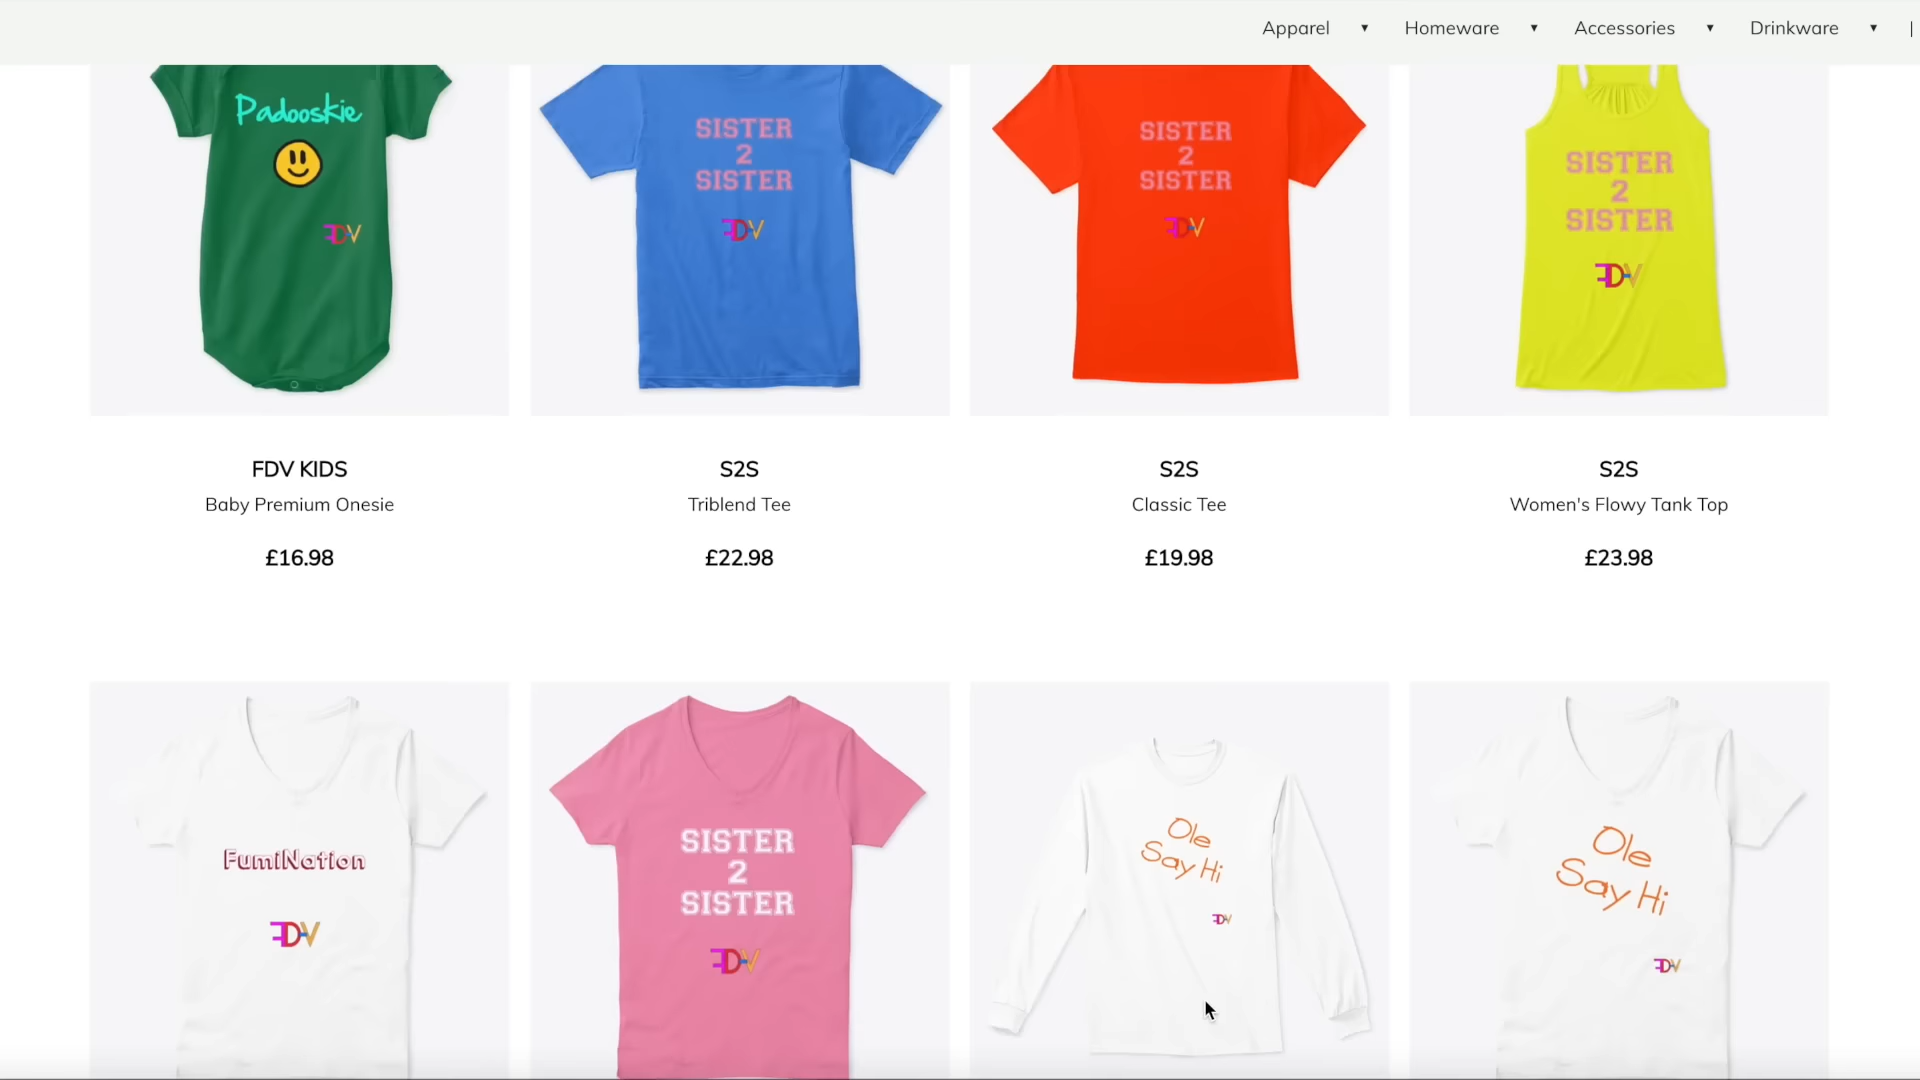 Apparel ▼ Homeware ▼ Accessories ▼ Drinkware ▼ |
Padooskie
FDV
SISTER
2
SISTER
FDV
SISTER
2
SISTER
FDV
SISTER
2
SISTER
FDV
FDV KIDS
Baby Premium Onesie
£16.98
S2S
Triblend Tee
£22.98
S2S
Classic Tee
£19.98
S2S
Women's Flowy Tank Top
£23.98
FumiNation
FDV
SISTER
2
SISTER
FDV
Ole
Say Hi
FDV
Ole
Say Hi
FDV